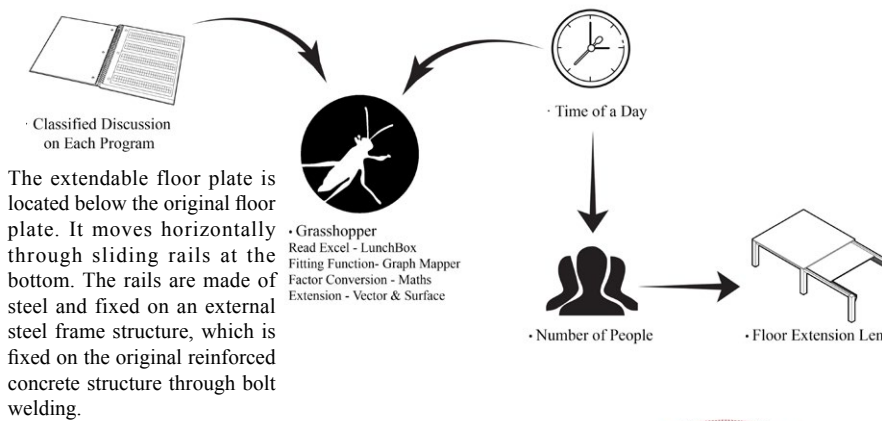 · Classified Discussion
on Each Program
The extendable floor plate is
located below the original floor
plate. It moves horizontally
through sliding rails at the
bottom. The rails are made of
steel and fixed on an external
steel frame structure, which is
fixed on the original reinforced
concrete structure through bolt
welding.
• Grasshopper
Read Excel - LunchBox
Fitting Function- Graph Mapper
Factor Conversion - Maths
Extension - Vector & Surface
· Time of a Day
• Number of People
• Floor Extension Len